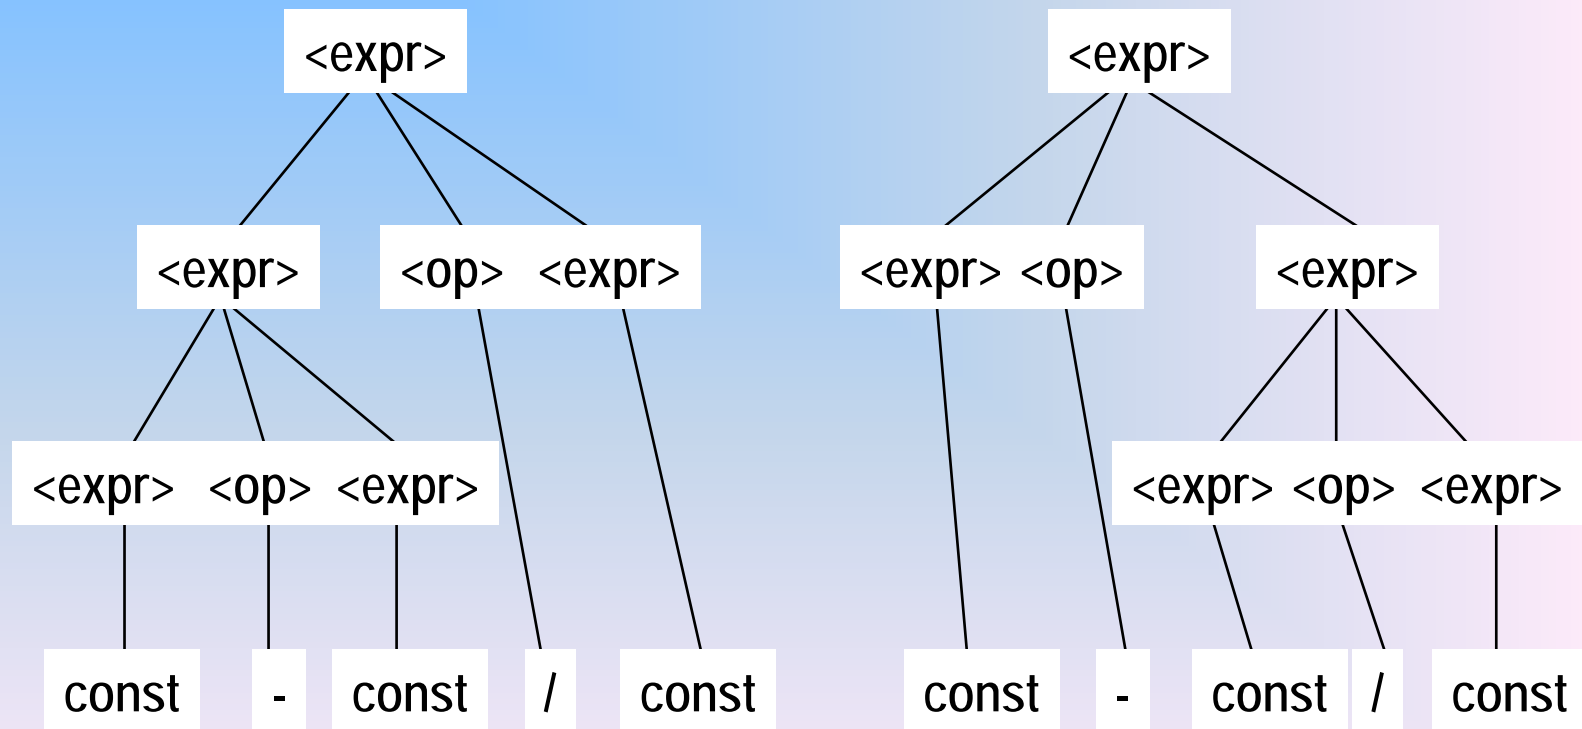 <expr> <expr>
<expr> <op> <expr> <expr> <op> <expr>
<expr> <op> <expr> <expr> <op> <expr>
const - const / const const - const / const